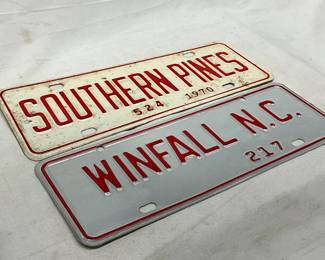 SOUTHERN PINES
524 1970
WINFALL N.C.
217